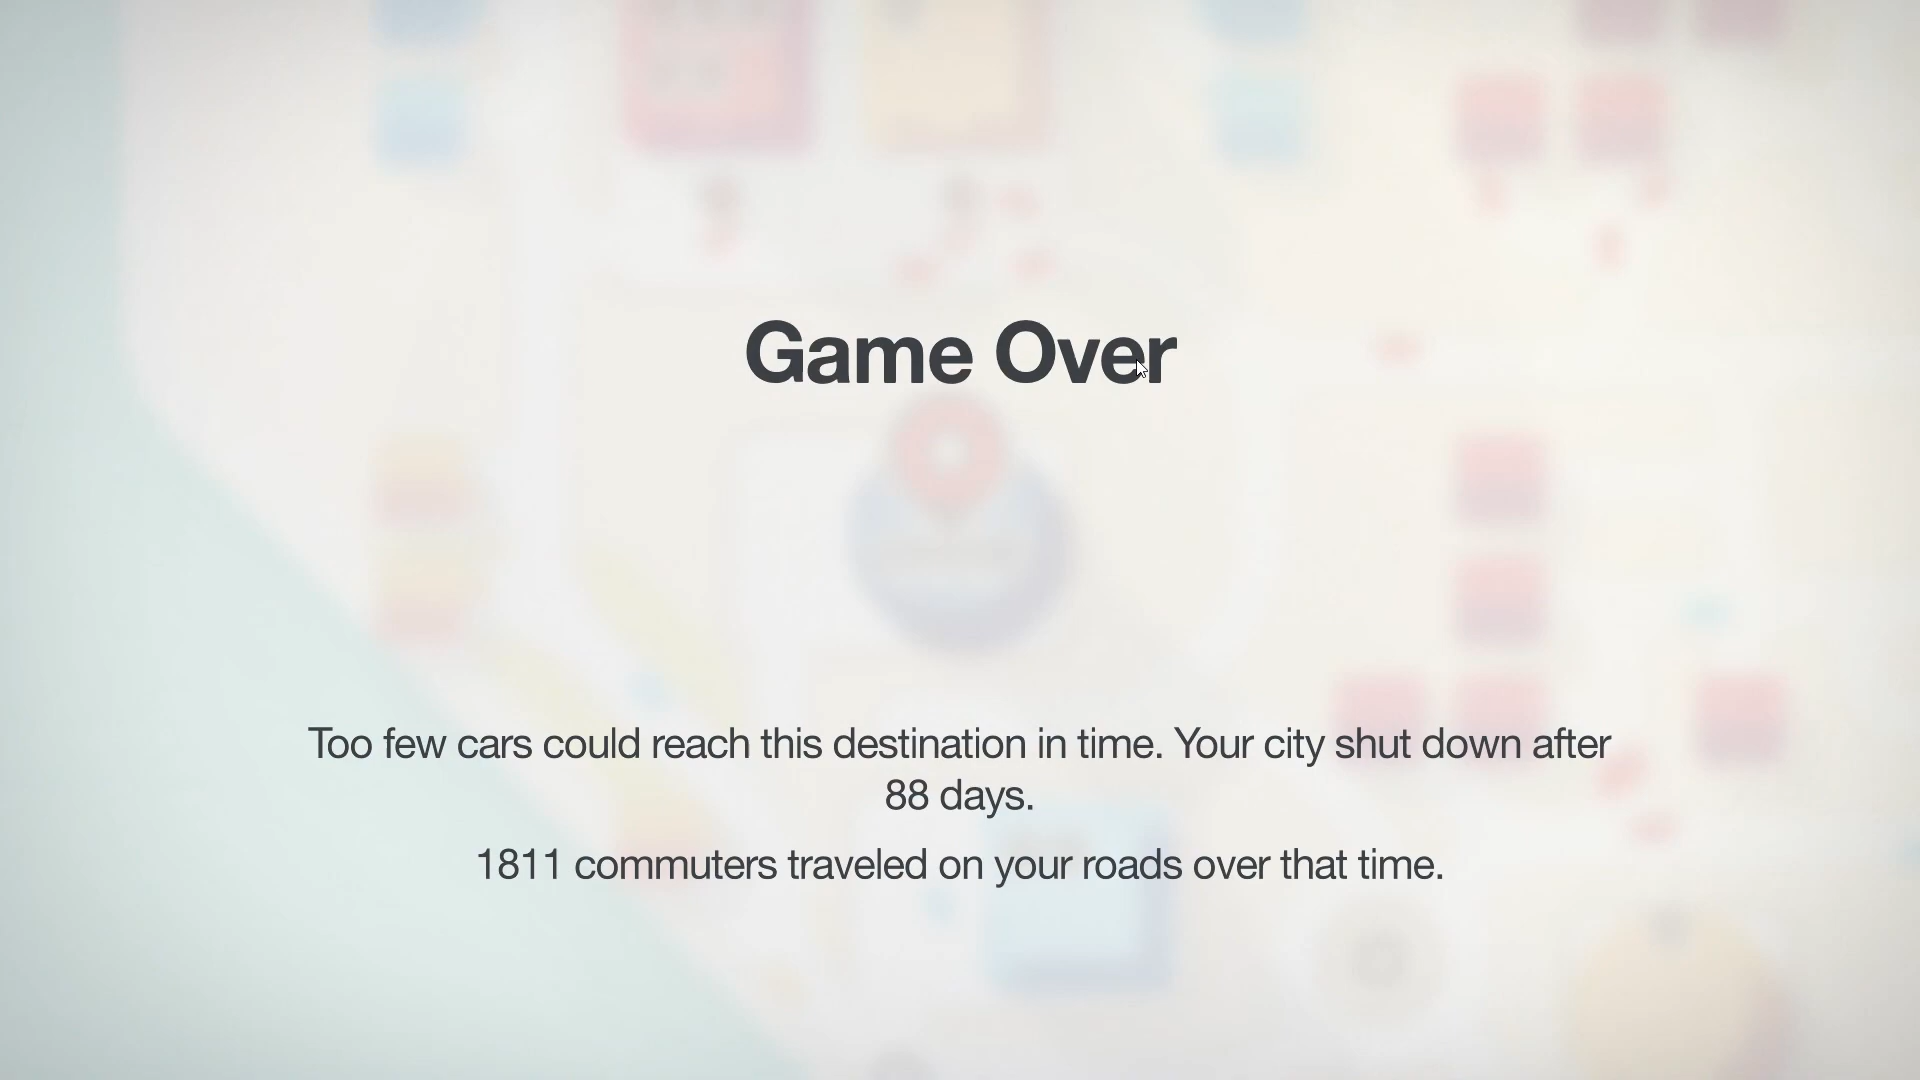 Game Over
Too few cars could reach this destination in time. Your city shut down after
88 days.
1811 commuters traveled on your roads over that time.